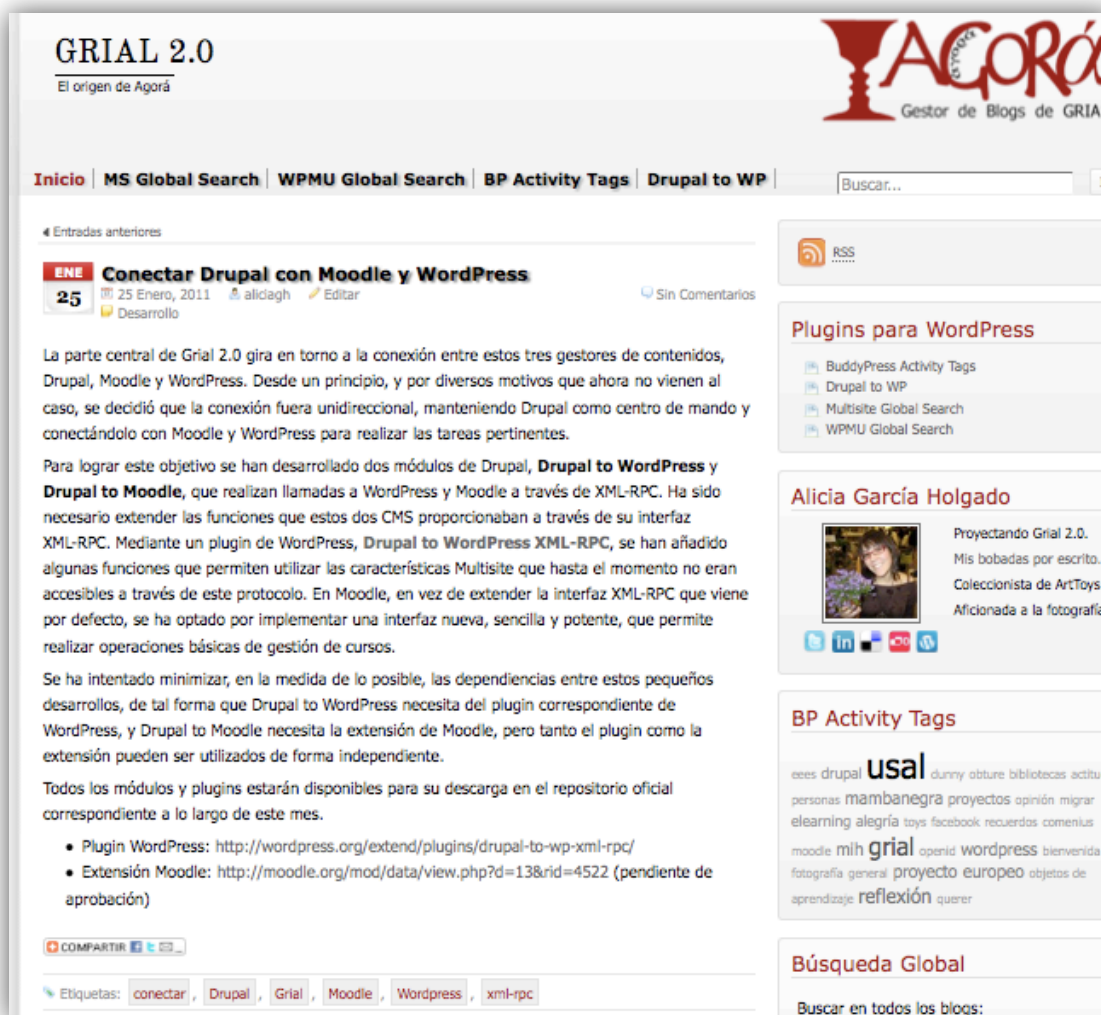 GRIAL 2.0
El origen de Agorá
AGORÁ
agorá
Gestor de Blogs de GRIA
Inicio | MS Global Search | WPMU Global Search | BP Activity Tags | Drupal to WP |
Buscar...
Entradas anteriores
ENE
25
Conectar Drupal con Moodle y WordPress
25 Enero, 2011 aliciagh Editar
Sin Comentarios
Desarrollo
La parte central de Grial 2.0 gira en torno a la conexión entre estos tres gestores de contenidos,
Drupal, Moodle y WordPress. Desde un principio, y por diversos motivos que ahora no vienen al
caso, se decidió que la conexión fuera unidireccional, manteniendo Drupal como centro de mando y
conectándolo con Moodle y WordPress para realizar las tareas pertinentes.
Para lograr este objetivo se han desarrollado dos módulos de Drupal, Drupal to WordPress y
Drupal to Moodle, que realizan llamadas a WordPress y Moodle a través de XML-RPC. Ha sido
necesario extender las funciones que estos dos CMS proporcionaban a través de su interfaz
XML-RPC. Mediante un plugin de WordPress, Drupal to WordPress XML-RPC, se han añadido
algunas funciones que permiten utilizar las características Multisite que hasta el momento no eran
accesibles a través de este protocolo. En Moodle, en vez de extender la interfaz XML-RPC que viene
por defecto, se ha optado por implementar una interfaz nueva, sencilla y potente, que permite
realizar operaciones básicas de gestión de cursos.
Se ha intentado minimizar, en la medida de lo posible, las dependencias entre estos pequeños
desarrollos, de tal forma que Drupal to WordPress necesita del plugin correspondiente de
WordPress, y Drupal to Moodle necesita la extensión de Moodle, pero tanto el plugin como la
extensión pueden ser utilizados de forma independiente.
Todos los módulos y plugins estarán disponibles para su descarga en el repositorio oficial
correspondiente a lo largo de este mes.
• Plugin WordPress: http://wordpress.org/extend/plugins/drupal-to-wp-xml-rpc/
• Extensión Moodle: http://moodle.org/mod/data/view.php?d=13&rid=4522 (pendiente de
aprobación)
COMPARTIR
Etiquetas: conectar, Drupal, Grial, Moodle, Wordpress, xml-rpc
RSS
Plugins para WordPress
BuddyPress Activity Tags
Drupal to WP
Multisite Global Search
WPMU Global Search
Alicia García Holgado
Proyectando Grial 2.0.
Mis bobadas por escrito.
Coleccionista de ArtToys
Aficionada a la fotografía
BP Activity Tags
eees drupal usal dunny obture bibliotecas actitu
personas mambanegra proyectos opinión migrar
elearning alegría toys facebook recuerdos comenius
moodle mih grial openid wordpress bienvenida
fotografía general proyecto europeo objetos de
aprendizaje reflexión querer
Búsqueda Global
Buscar en todos los blogs: